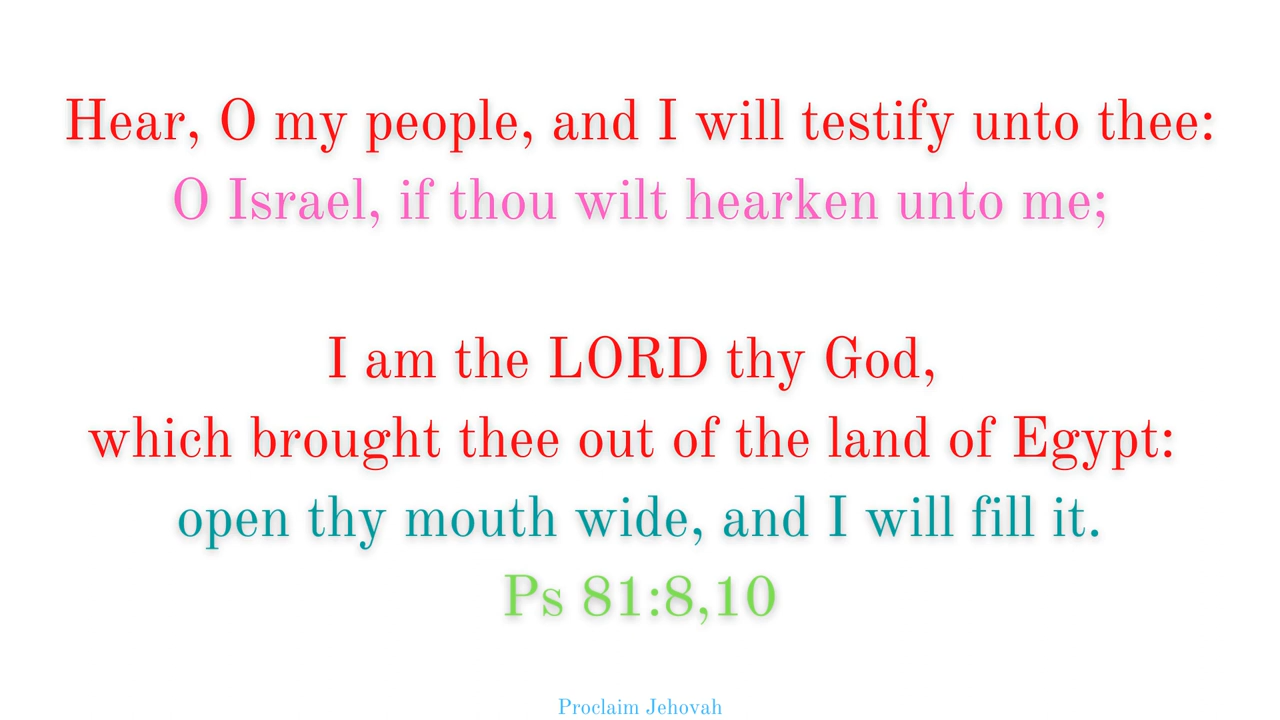 Hear, O my people, and I will testify unto thee:
O Israel, if thou wilt hearken unto me;
I am the LORD thy God,
which brought thee out of the land of Egypt:
open thy mouth wide, and I will fill it.
Ps 81:8,10
Proclaim Jehovah